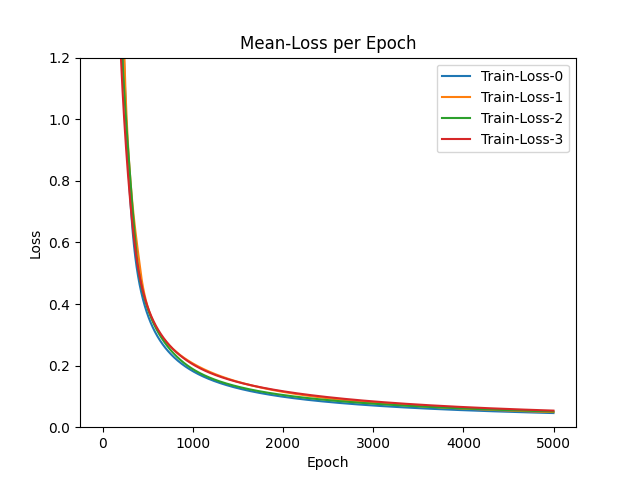 Mean-Loss per Epoch
1.2
1.0
0.8
0.6
0.4
0.2
0.0
Loss
Train-Loss-0
Train-Loss-1
Train-Loss-2
Train-Loss-3
0 1000 2000 3000 4000 5000
Epoch